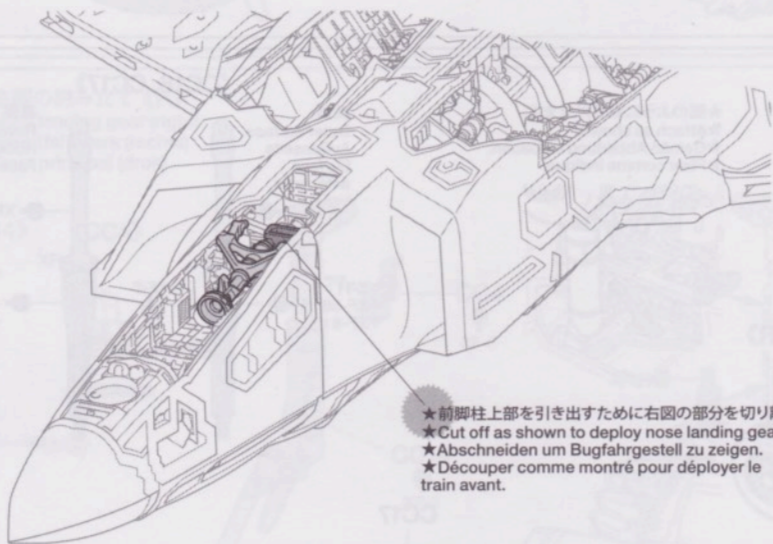 ★前脚柱上部を引き出すために右図の部分を切り
★Cut off as shown to deploy nose landing gea
★Abschneiden um Bugfahrgestell zu zeigen.
★Découper comme montré pour déployer le
train avant.